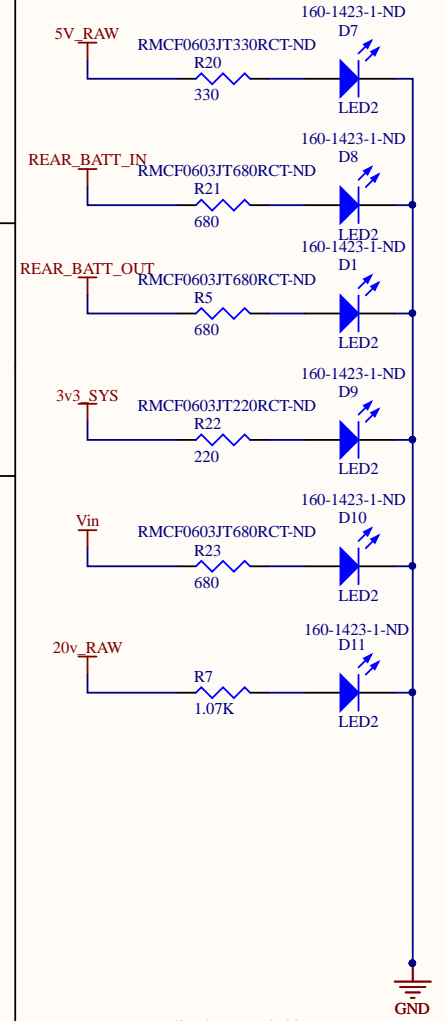 160-1423-1-ND
D7
5V_RAW
RMCF0603JT330RCT-ND
R20
330
LED2
160-1423-1-ND
D8
REAR_BATT_IN
RMCF0603JT680RCT-ND
R21
680
LED2
160-1423-1-ND
D1
REAR_BATT_OUT
RMCF0603JT680RCT-ND
R5
680
LED2
160-1423-1-ND
D9
3v3_SYS
RMCF0603JT220RCT-ND
R22
220
LED2
160-1423-1-ND
D10
Vin
RMCF0603JT680RCT-ND
R23
680
LED2
160-1423-1-ND
D11
20v_RAW
R7
1.07K
LED2
GND